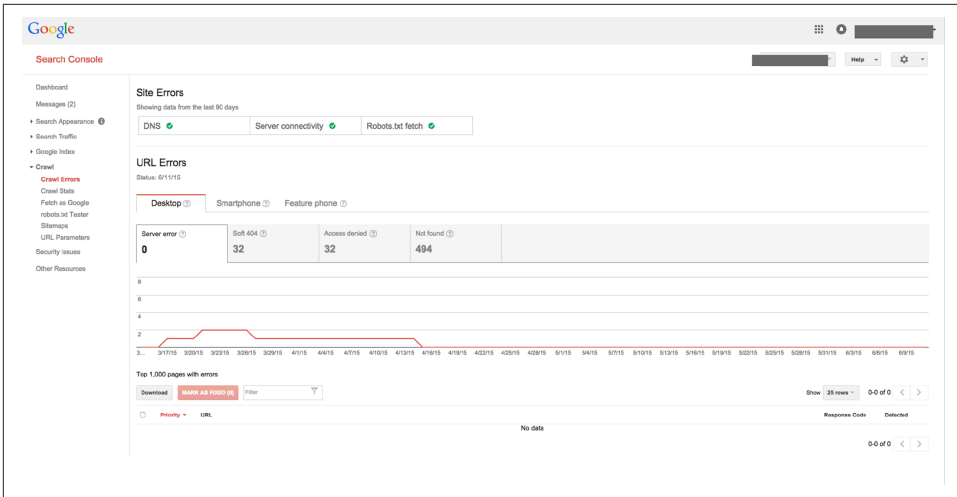 Google
Search Console
Help
Dashboard
Messages (2)
Search Appearance
Search Traffic
Google Index
Crawl
Crawl Errors
Crawl Stats
Fetch as Google
robots.txt Tester
Sitemaps
URL Parameters
Security Issues
Other Resources
Site Errors
Showing data from the last 90 days
DNS Server connectivity Robots.txt fetch
URL Errors
Status: 6/11/15
Desktop Smartphone Feature phone
Server error Soft 404 Access denied Not found
0 32 32 494
8
6
4
2
3... 3/17/15 3/20/15 3/23/15 3/26/15 3/29/15 4/1/15 4/4/15 4/7/15 4/10/15 4/13/15 4/16/15 4/19/15 4/22/15 4/25/15 4/28/15 5/1/15 5/4/15 5/7/15 5/10/15 5/13/15 5/16/15 5/19/15 5/22/15 5/25/15 5/28/15 5/31/15 6/3/15 6/6/15 6/9/15
Top 1,000 pages with errors
Download MARK AS FIXED (0) Filter Show 25 rows 0-0 of 0
Priority URL Response Code Detected
No data
0-0 of 0